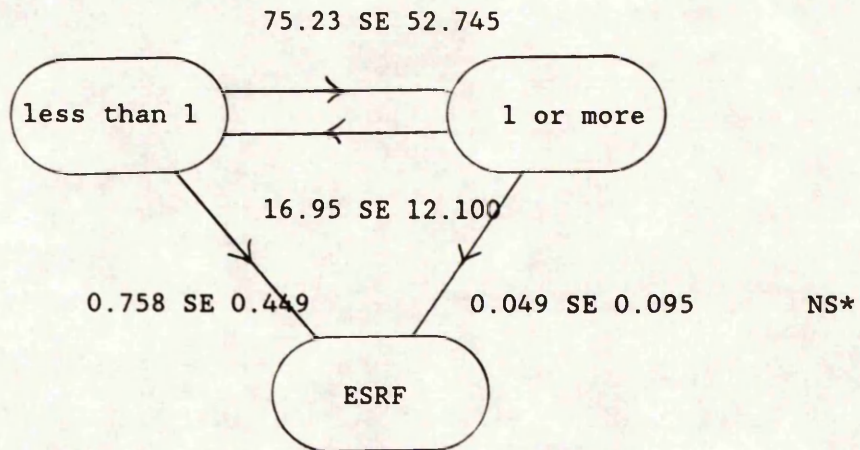 75.23 SE 52.745
less than 1
1 or more
16.95 SE 12.100
0.758 SE 0.449
0.049 SE 0.095
NS*
ESRF